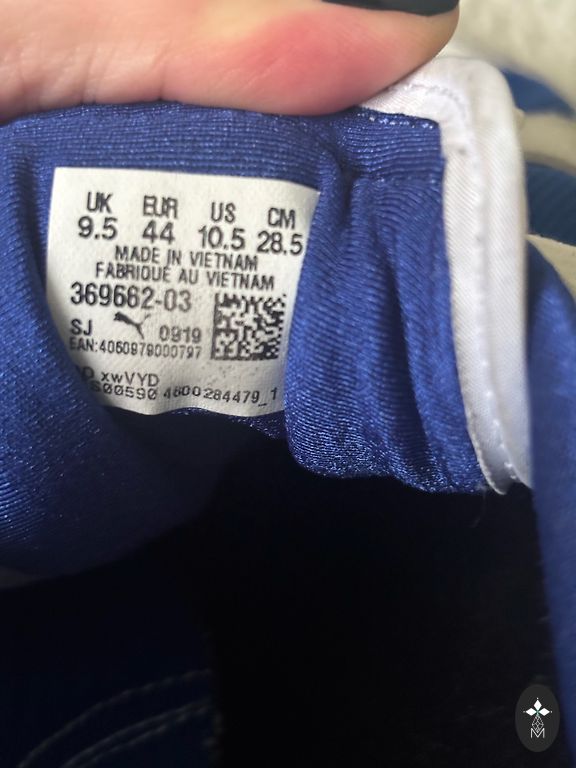 UK EUR US CM
9.5 44 10.5 28.5
MADE IN VIETNAM
FABRIQUÉ AU VIETNAM
369662-03
SJ 0919
EAN:4060979000797
xwVYD
4600284479_1
M